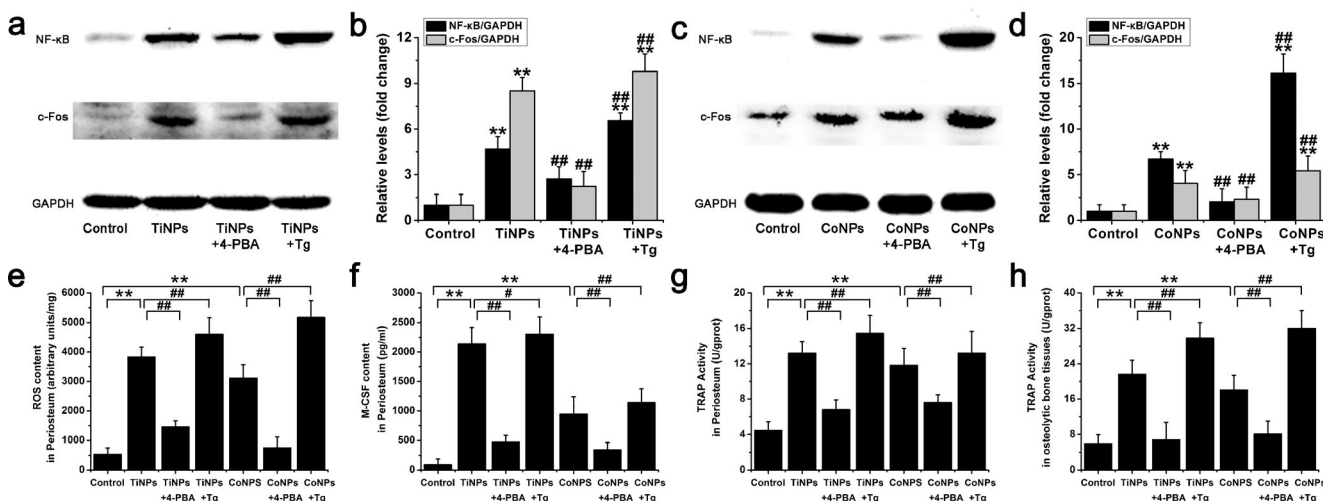 a
NF-κB
c-Fos
GAPDH
Control TiNPs TiNPs TiNPs
+4-PBA +Tg
b
NF-κB/GAPDH
c-Fos/GAPDH
Relative levels (fold change)
12
9
6
3
0
** ** ## ## ## ** ## **
Control TiNPs TiNPs TiNPs
+4-PBA +Tg
c
NF-κB
c-Fos
GAPDH
Control CoNPs CoNPs CoNPs
+4-PBA +Tg
d
NF-κB/GAPDH
c-Fos/GAPDH
Relative levels (fold change)
20
15
10
5
0
** ** ## ## ## ** ## **
Control CoNPs CoNPs CoNPs
+4-PBA +Tg
e
ROS content
in Periosteum (arbitrary units/mg)
6000
5000
4000
3000
2000
1000
0
** ##
** ## ##
##
Control TiNPs TiNPs TiNPs CoNPS CoNPs CoNPs
+4-PBA +Tg +4-PBA +Tg
f
M-CSF content
in Periosteum (pg/ml)
3000
2500
2000
1500
1000
500
0
** ##
** # ##
##
Control TiNPs TiNPs TiNPs CoNPS CoNPs CoNPs
+4-PBA +Tg +4-PBA +Tg
g
TRAP Activity
in Periosteum (U/gprot)
20
16
12
8
4
0
** ##
** ## ##
##
Control TiNPs TiNPs TiNPs CoNPS CoNPs CoNPs
+4-PBA +Tg +4-PBA +Tg
h
TRAP Activity
in osteolytic bone tissues (U/gprot)
40
32
24
16
8
0
** ##
** ## ##
##
Control TiNPs TiNPs TiNPs CoNPS CoNPs CoNPs
+4-PBA +Tg +4-PBA +Tg